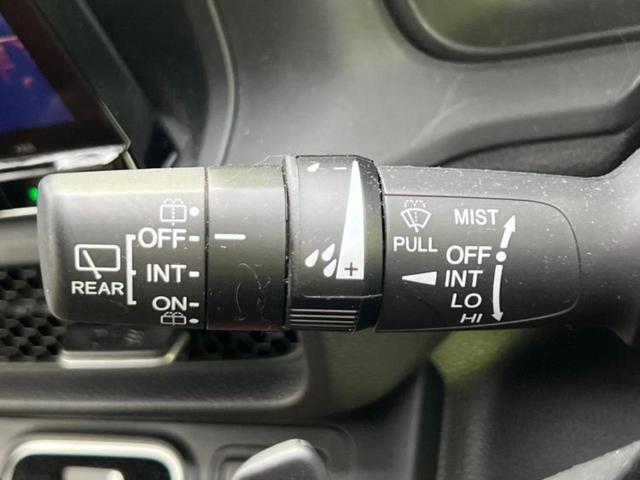 REAR
OFF
INT
ON
−
+
PULL
MIST
OFF
INT
LO
HI